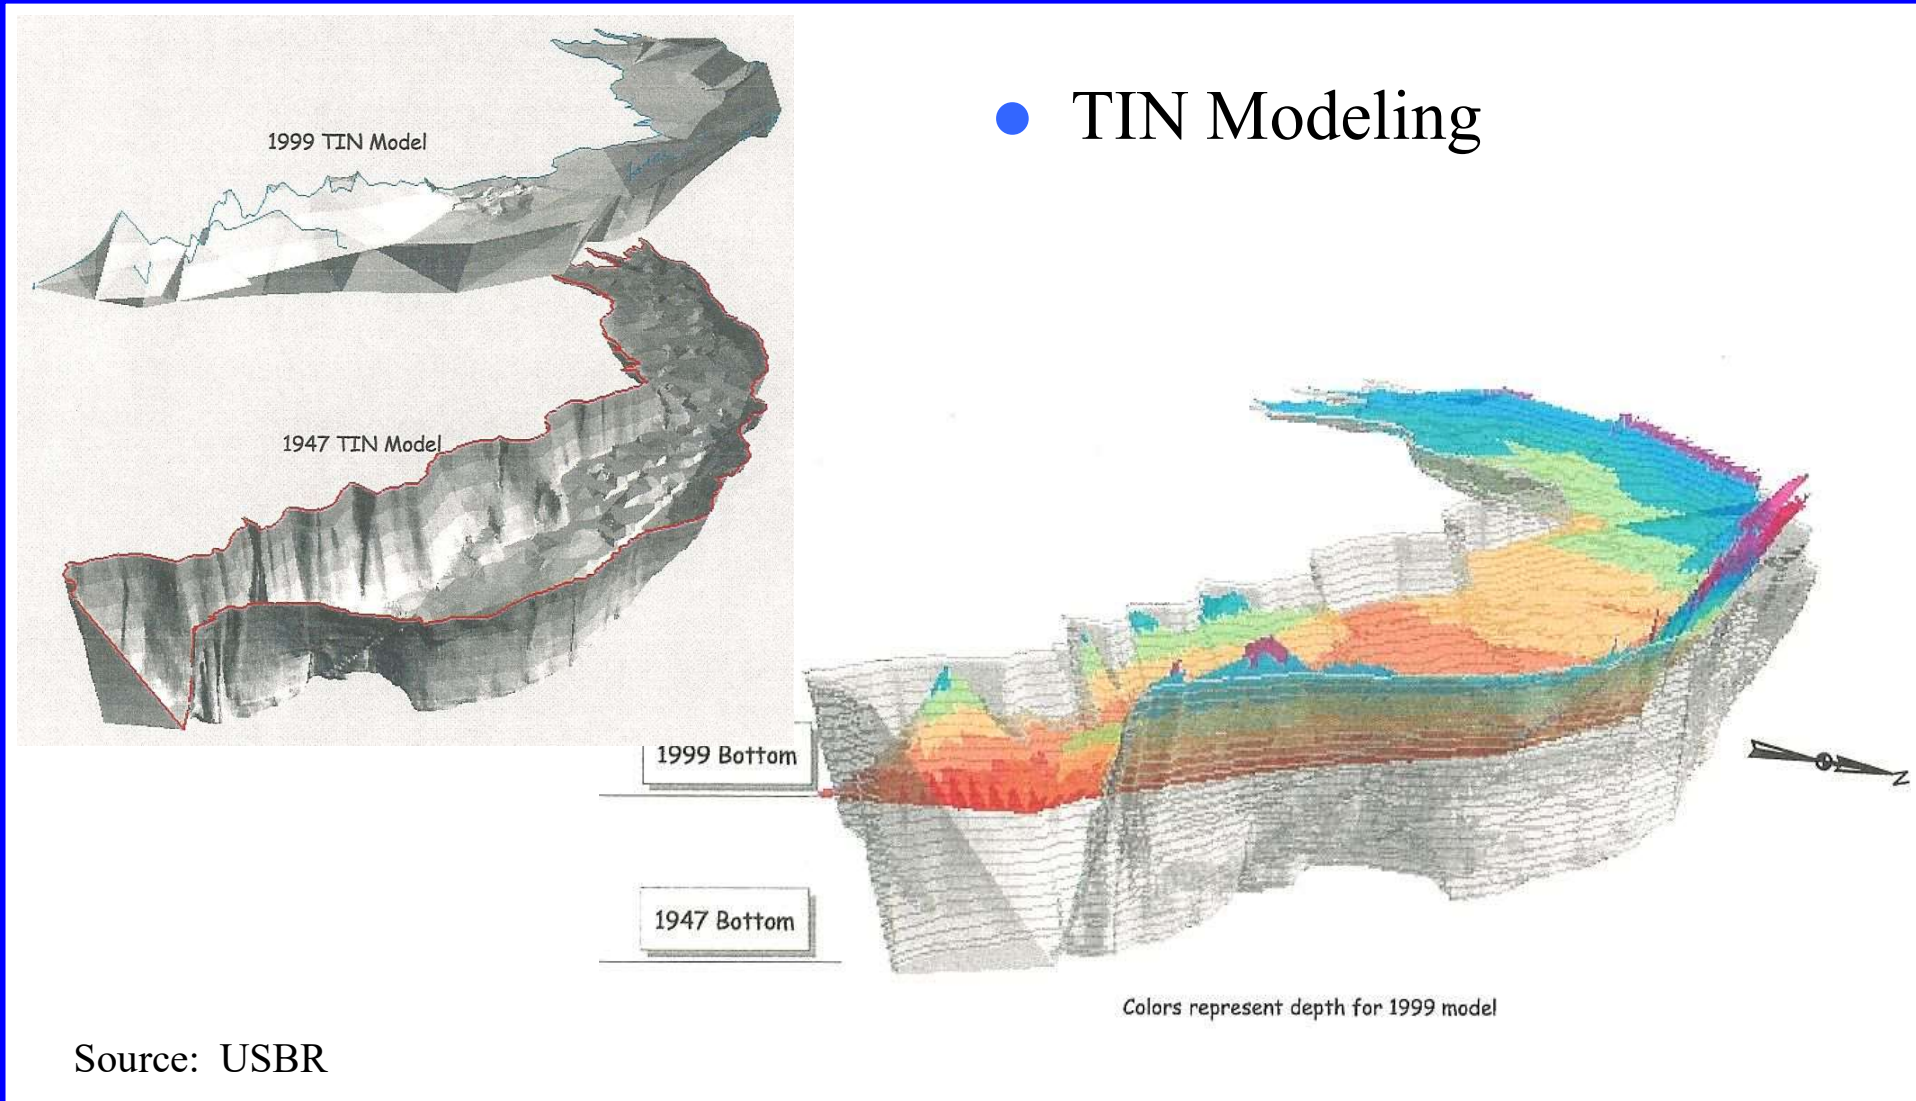 1999 TIN Model
TIN Modeling
1947 TIN Model
1999 Bottom
N
1947 Bottom
Colors represent depth for 1999 model
Source: USBR